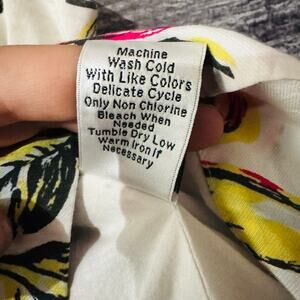 Machine
Wash Cold
With Like Colors
Delicate Cycle
Only Non Chlorine
Bleach When
Needed
Tumble Dry Low
Warm Iron If
Necessary